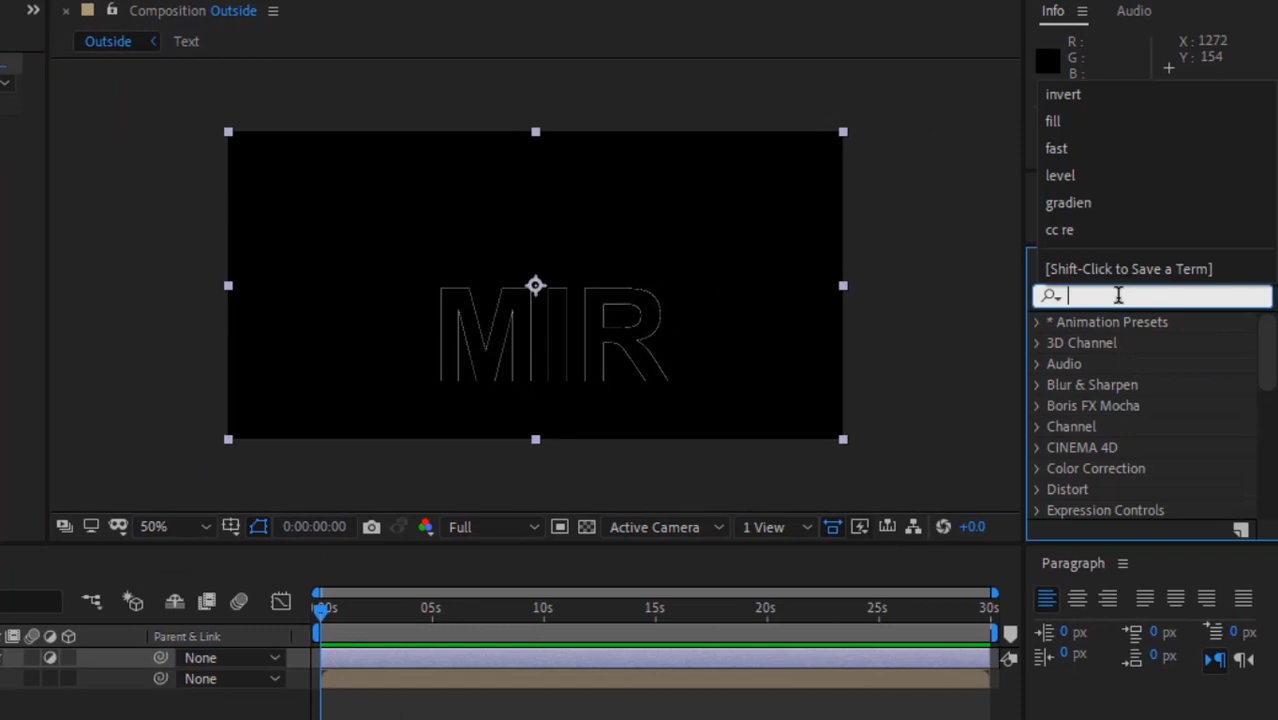 Composition Outside
Info
Audio
Outside
Text
R :
G :
B :
X : 1272
Y : 154
invert
fill
fast
level
gradien
cc re
[Shift-Click to Save a Term]
* Animation Presets
3D Channel
Audio
Blur & Sharpen
Boris FX Mocha
Channel
CINEMA 4D
Color Correction
Distort
Expression Controls
MIR
50%
0:00:00:00
Full
Active Camera
1 View
+0.0
Paragraph
00s
05s
10s
15s
20s
25s
30s
Parent & Link
None
None
0 px
0 px
0 px
0 px
0 px